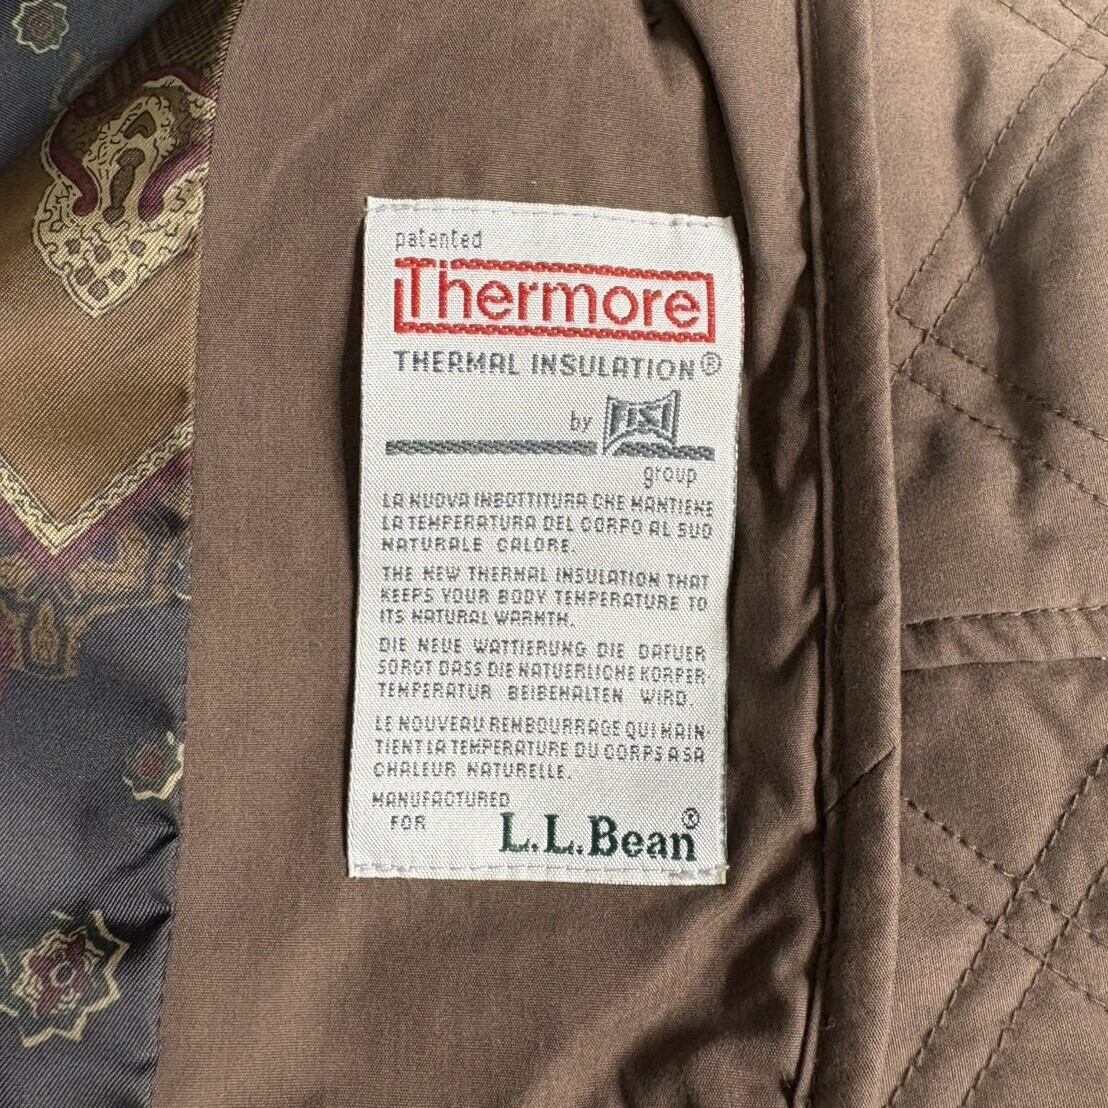 patented
Thermore
THERMAL INSULATION®
by FISI
group
LA NUOVA IMBOTTITURA CHE MANTIENE
LA TEMPERATURA DEL CORPO AL SUO
NATURALE CALORE.
THE NEW THERMAL INSULATION THAT
KEEPS YOUR BODY TEMPERATURE TO
ITS NATURAL WARMTH.
DIE NEUE WATTIERUNG DIE DAFUER
SORGT DASS DIE NATUERLICHE KORPER
TEMPERATUR BEIBEHALTEN WIRD.
LE NOUVEAU REMBOURRAGE QUI MAIN
TIENT LA TEMPERATURE DU CORPS A SA
CHALEUR NATURELLE.
MANUFACTURED
FOR L.L.Bean®